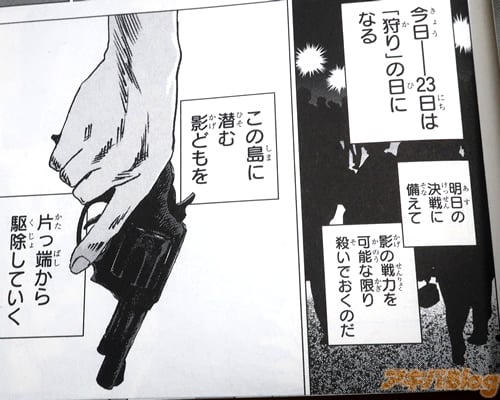 今日──23日は
「狩り」の日に
なる
明日の
決戦に
備えて
影の戦力を
可能な限り
殺いでおくのだ
この島に
潜む
影どもを
片っ端から
駆除していく
アキバBlog